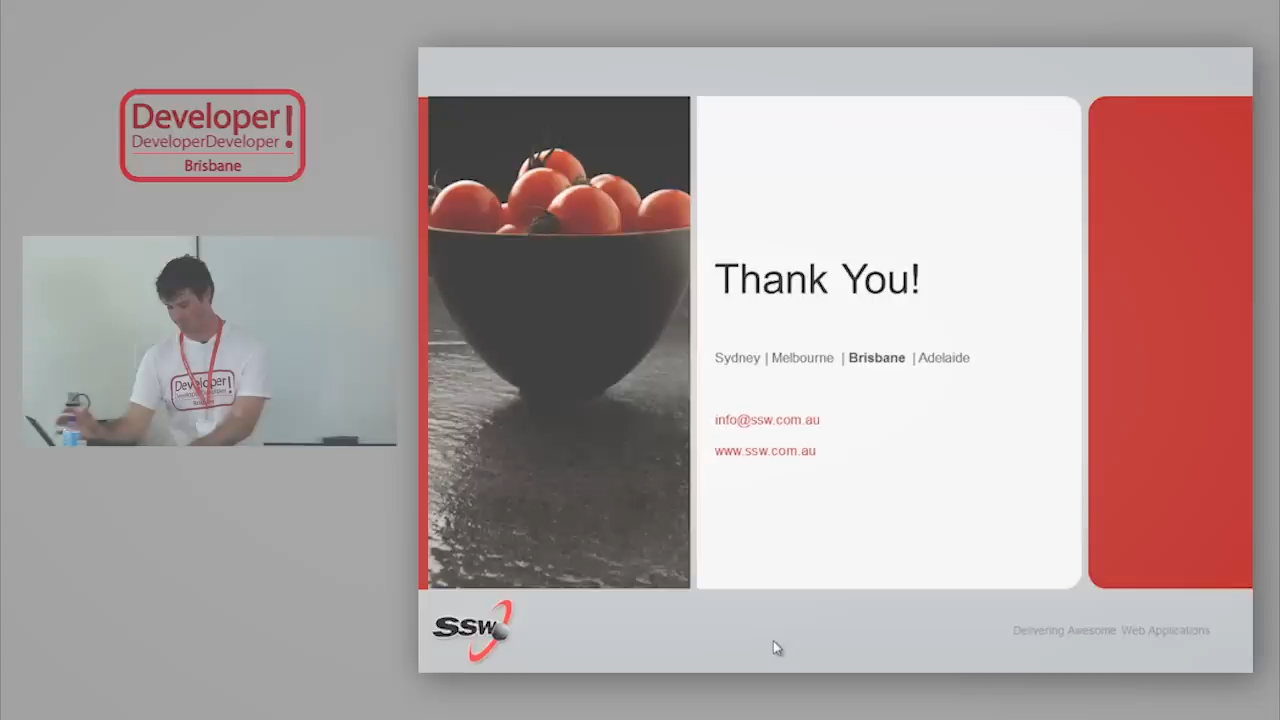 Developer!
DeveloperDeveloper
Brisbane
Developer!
Thank You!
Sydney | Melbourne | Brisbane | Adelaide
info@ssw.com.au
www.ssw.com.au
SSW
Delivering Awesome Web Applications